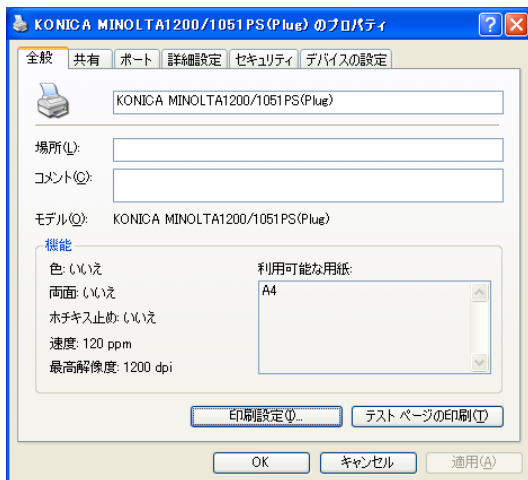 KONICA MINOLTA1200/1051PS(Plug) のプロパティ
全般 共有 ポート 詳細設定 セキュリティ デバイスの設定
KONICA MINOLTA1200/1051PS(Plug)
場所(L):
コメント(C):
モデル(O): KONICA MINOLTA1200/1051PS(Plug)
機能
色: いいえ
両面: いいえ
ホチキス止め: いいえ
速度: 120 ppm
最高解像度: 1200 dpi
利用可能な用紙:
A4
印刷設定(I)... テスト ページの印刷(T)
OK キャンセル 適用(A)